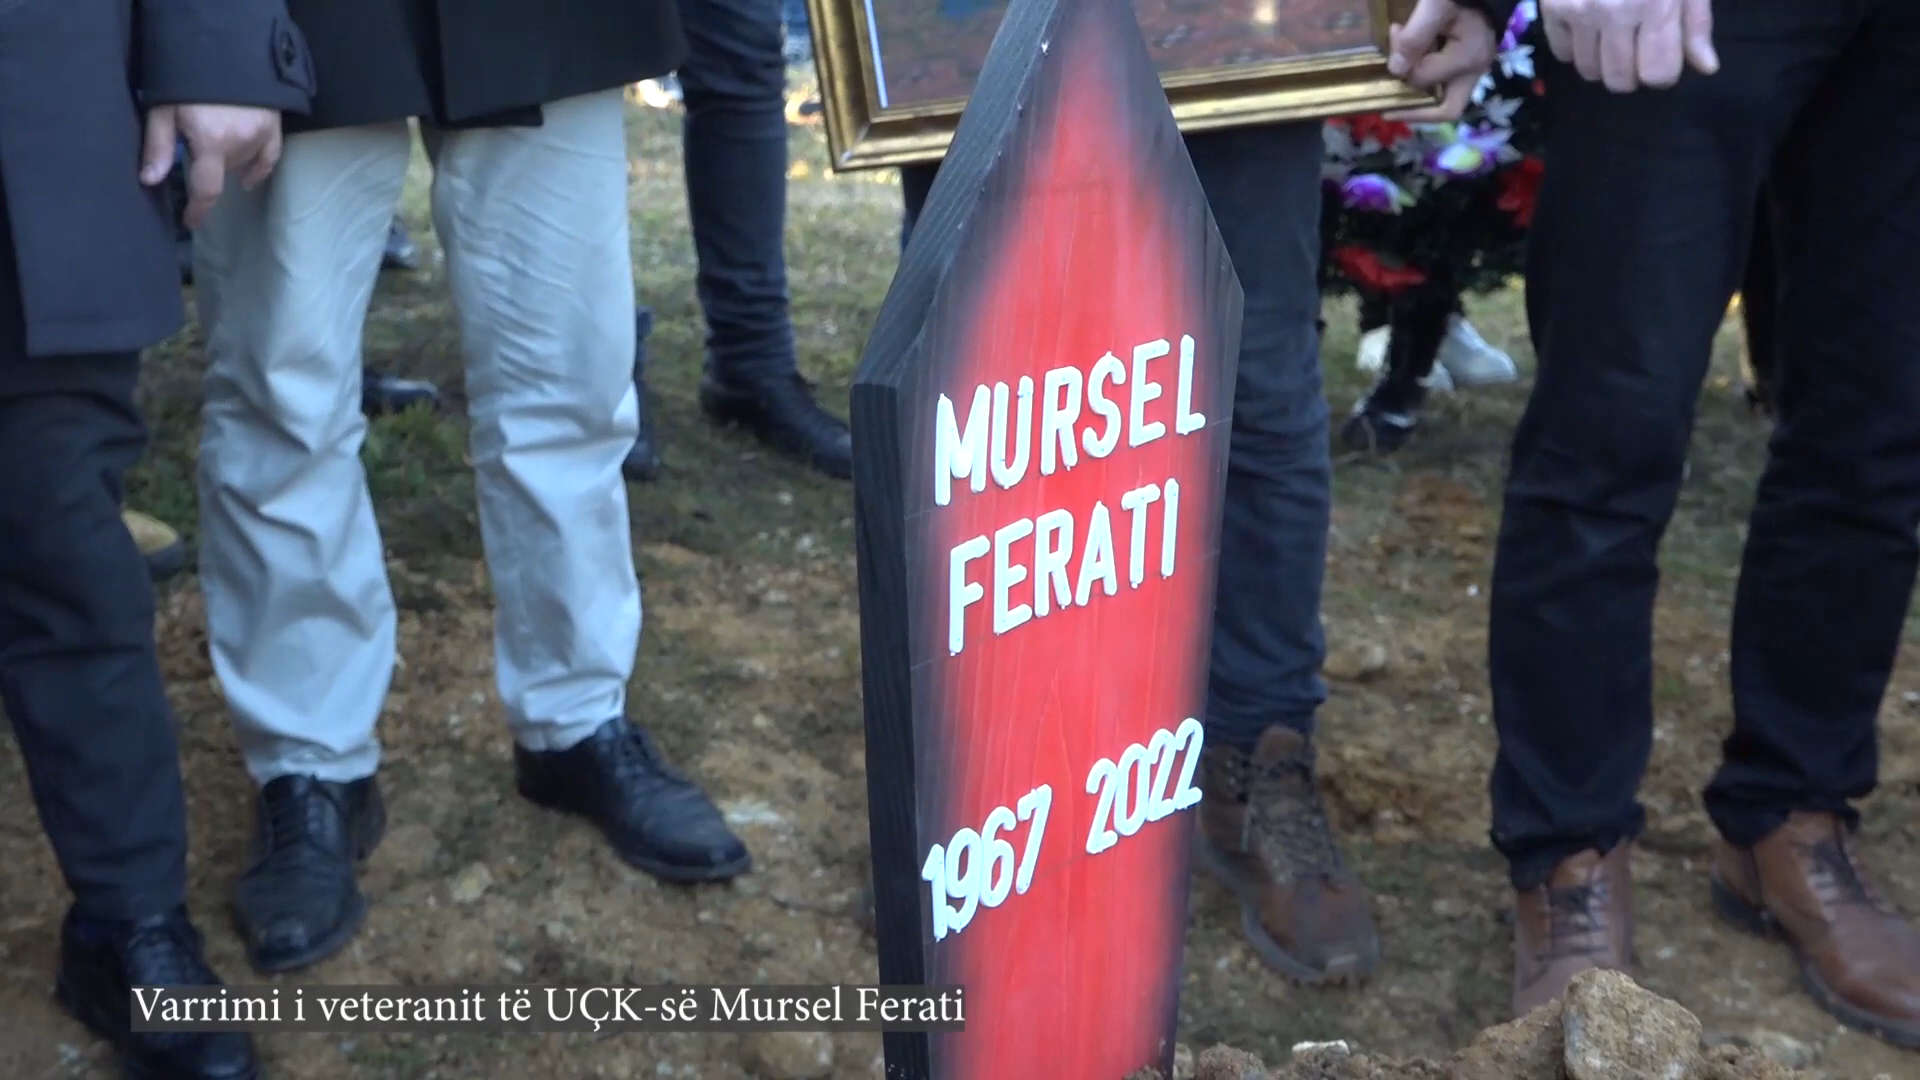 MURSEL
FERATI
1967 2022
Varrimi i veteranit të UÇK-së Mursel Ferati